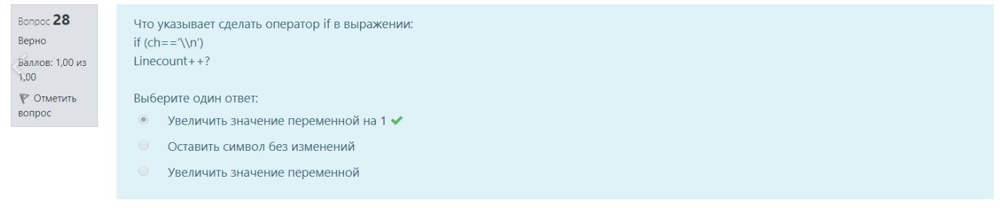 Вопрос 28
Верно
Баллов: 1,00 из
1,00
Отметить
вопрос
Что указывает сделать оператор if в выражении:
if (ch==‘\\n’)
Linecount++?
Выберите один ответ:
Увеличить значение переменной на 1
Оставить символ без изменений
Увеличить значение переменной